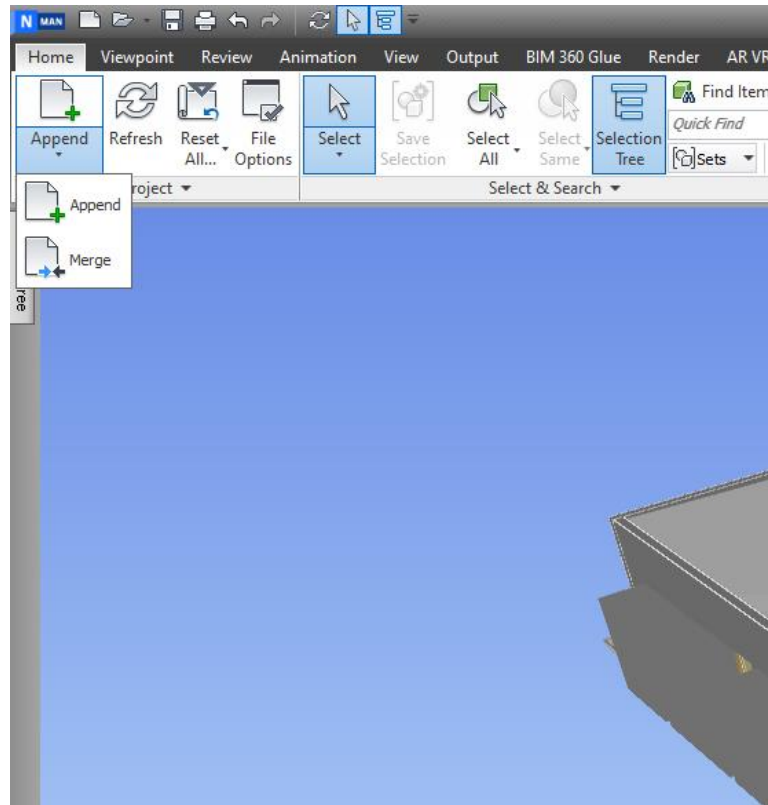 N MAN
Home Viewpoint Review Animation View Output BIM 360 Glue Render AR VR
Append Refresh Reset All... File Options Select Save Selection Select All Select Same Selection Tree Find Item
Quick Find
Sets
roject Select & Search
Append
Merge
ree